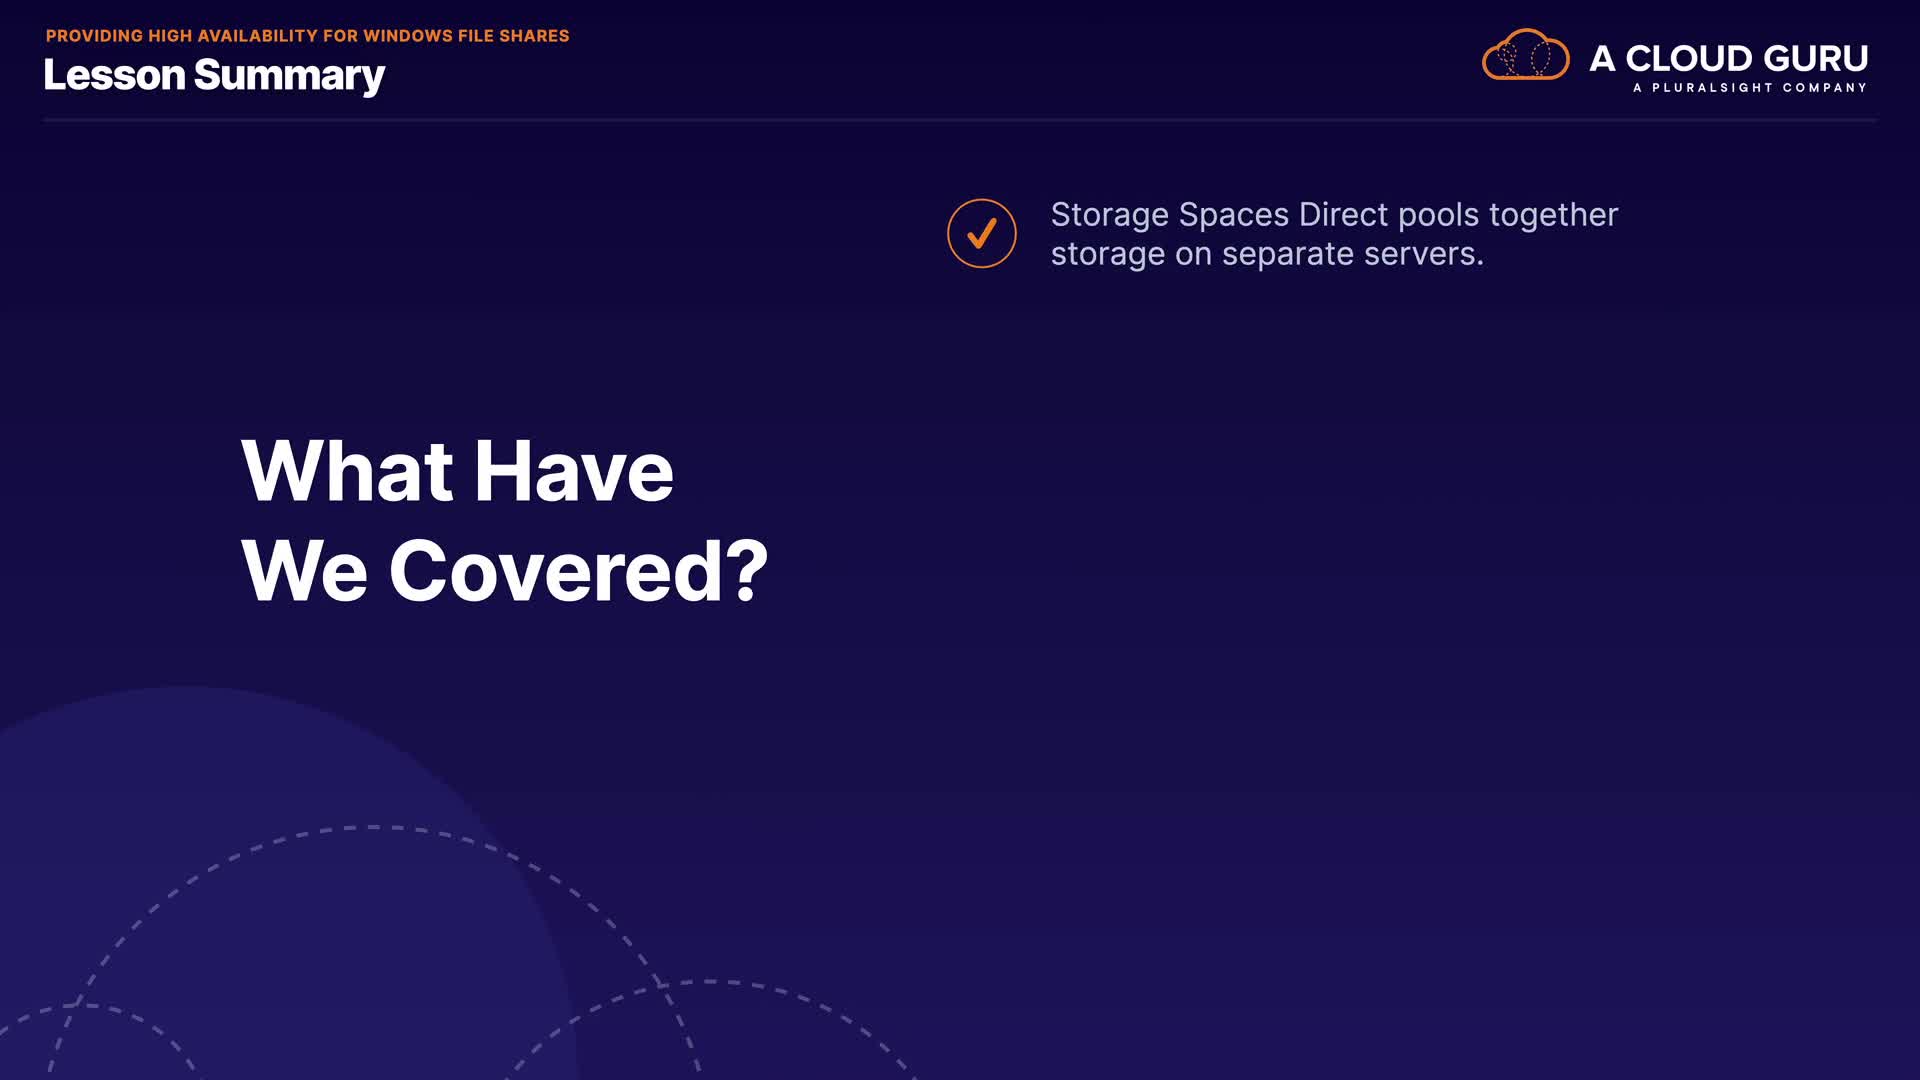 PROVIDING HIGH AVAILABILITY FOR WINDOWS FILE SHARES
Lesson Summary
A CLOUD GURU
A PLURALSIGHT COMPANY
Storage Spaces Direct pools together
storage on separate servers.
What Have
We Covered?